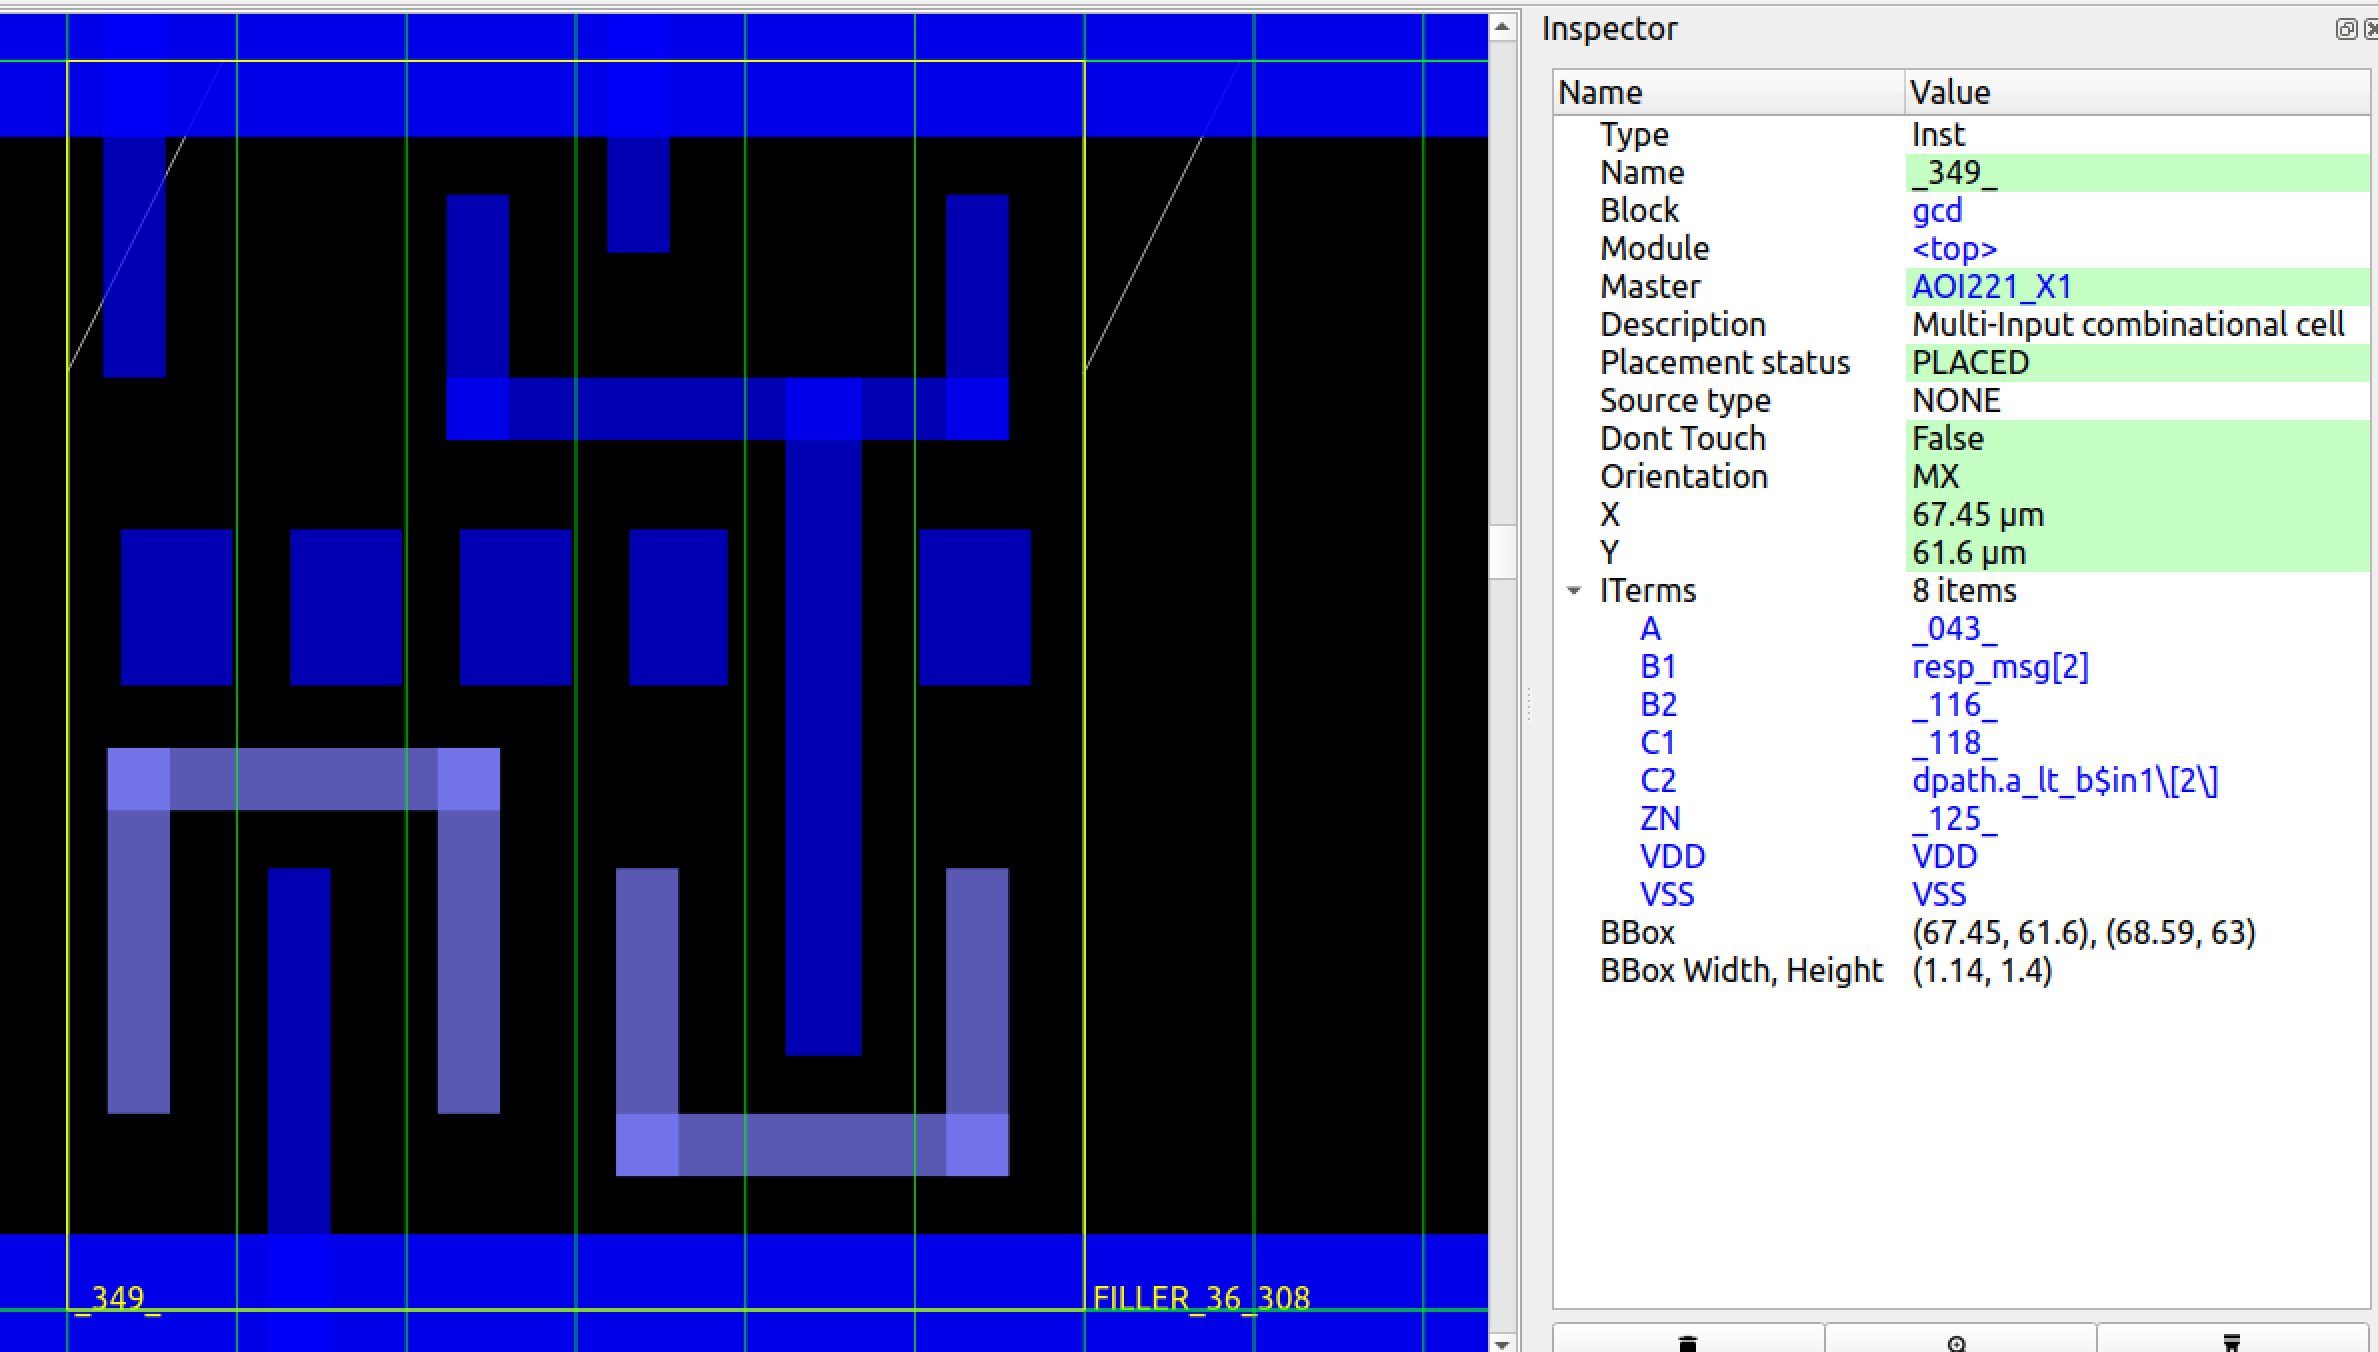 Inspector
Name Value
Type Inst
Name _349_
Block gcd
Module <top>
Master AOI221_X1
Description Multi-Input combinational cell
Placement status PLACED
Source type NONE
Dont Touch False
Orientation MX
X 67.45 μm
Y 61.6 μm
ITerms 8 items
A _043_
B1 resp_msg[2]
B2 _116_
C1 _118_
C2 dpath.a_lt_b$in1\[2\]
ZN _125_
VDD VDD
VSS VSS
BBox (67.45, 61.6), (68.59, 63)
BBox Width, Height (1.14, 1.4)
_349_
FILLER_36_308